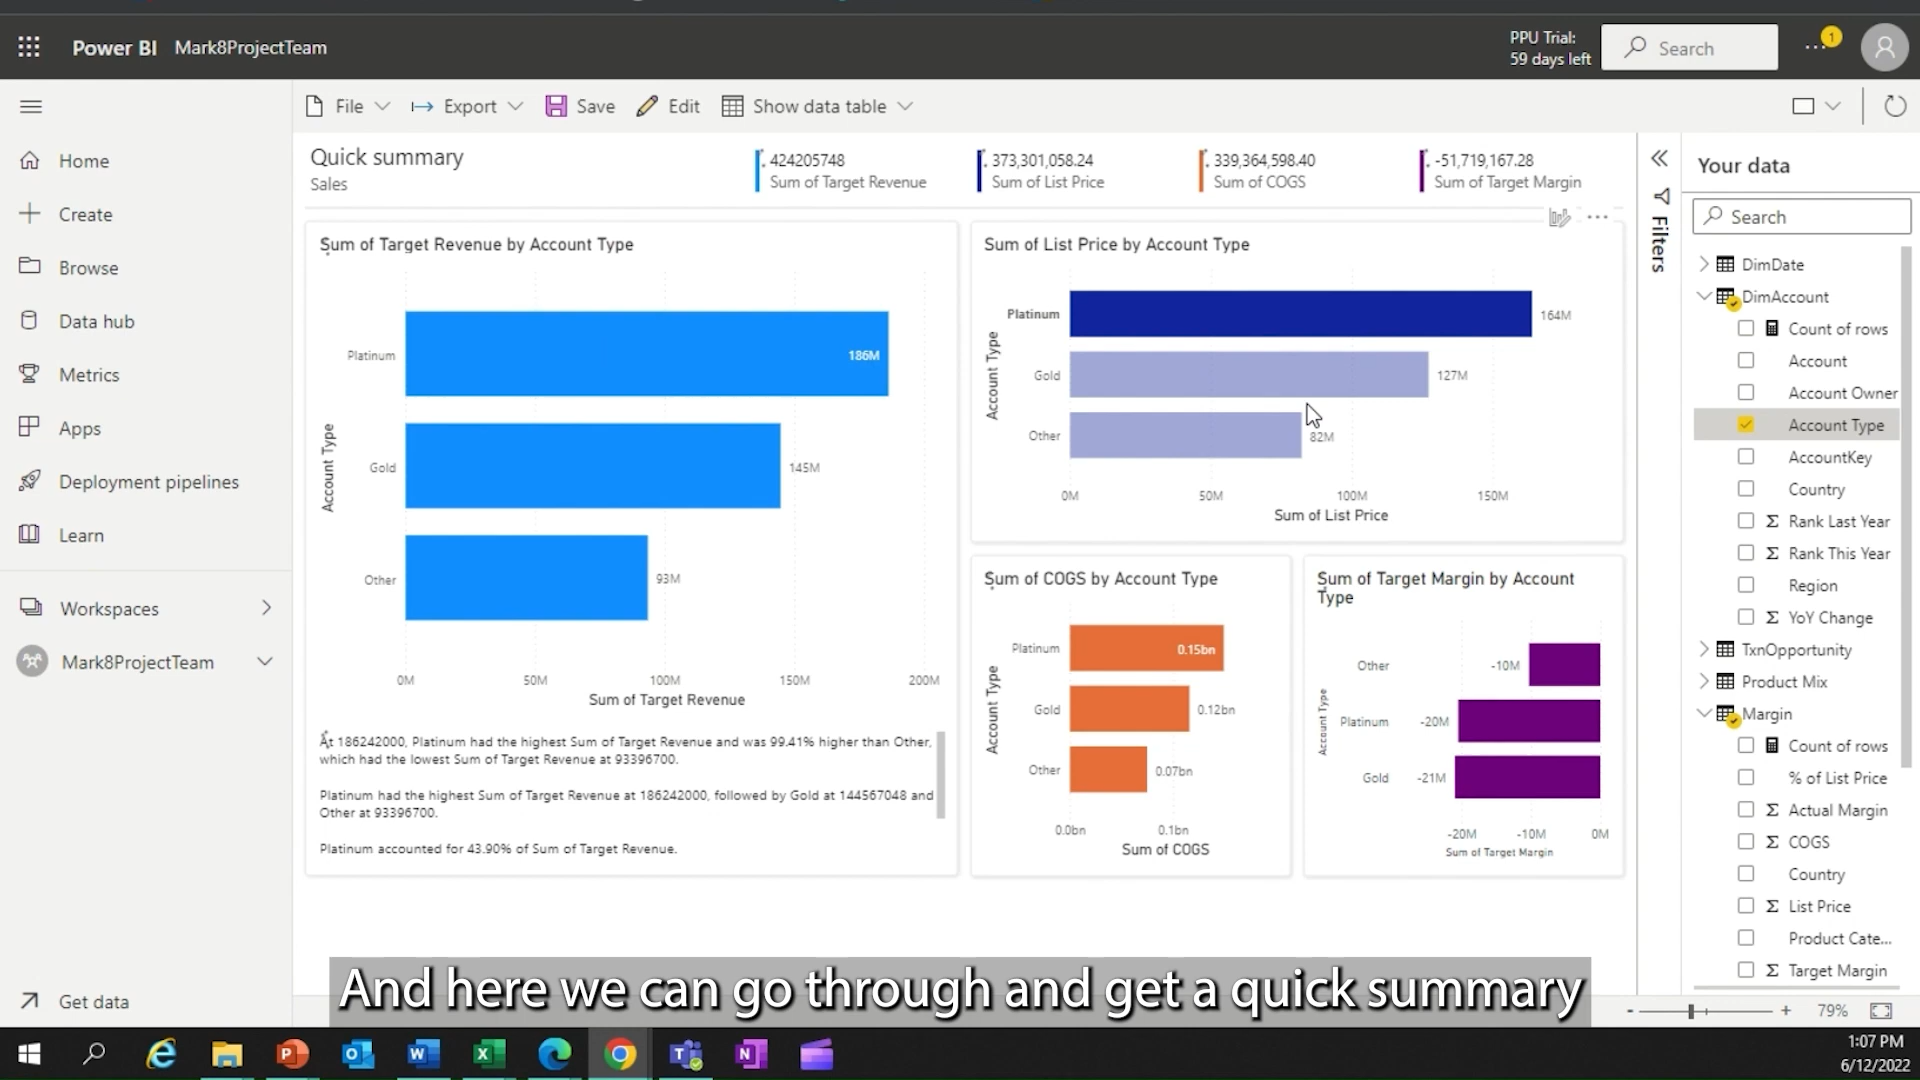 Power BI Mark8ProjectTeam
PPU Trial:
59 days left
Search
1
File
Export
Save
Edit
Show data table
Home
Create
Browse
Data hub
Metrics
Apps
Deployment pipelines
Learn
Workspaces
Mark8ProjectTeam
Get data
Quick summary
Sales
424205748
Sum of Target Revenue
373,301,058.24
Sum of List Price
339,364,598.40
Sum of COGS
-51,719,167.28
Sum of Target Margin
Sum of Target Revenue by Account Type
Account Type
Platinum
186M
Gold
145M
Other
93M
0M 50M 100M 150M 200M
Sum of Target Revenue
At 186242000, Platinum had the highest Sum of Target Revenue and was 99.41% higher than Other,
which had the lowest Sum of Target Revenue at 93396700.
Platinum had the highest Sum of Target Revenue at 186242000, followed by Gold at 144567048 and
Other at 93396700.
Platinum accounted for 43.90% of Sum of Target Revenue.
Sum of List Price by Account Type
Account Type
Platinum
164M
Gold
127M
Other
82M
0M 50M 100M 150M
Sum of List Price
Sum of COGS by Account Type
Account Type
Platinum
0.15bn
Gold
0.12bn
Other
0.07bn
0.0bn 0.1bn
Sum of COGS
Sum of Target Margin by Account
Type
Account Type
Other
-10M
Platinum
-20M
Gold
-21M
-20M -10M 0M
Sum of Target Margin
Filters
Your data
Search
DimDate
DimAccount
Count of rows
Account
Account Owner
Account Type
AccountKey
Country
Rank Last Year
Rank This Year
Region
YoY Change
TxnOpportunity
Product Mix
Margin
Count of rows
% of List Price
Actual Margin
COGS
Country
List Price
Product Cate...
Target Margin
79%
And here we can go through and get a quick summary
1:07 PM
6/12/2022